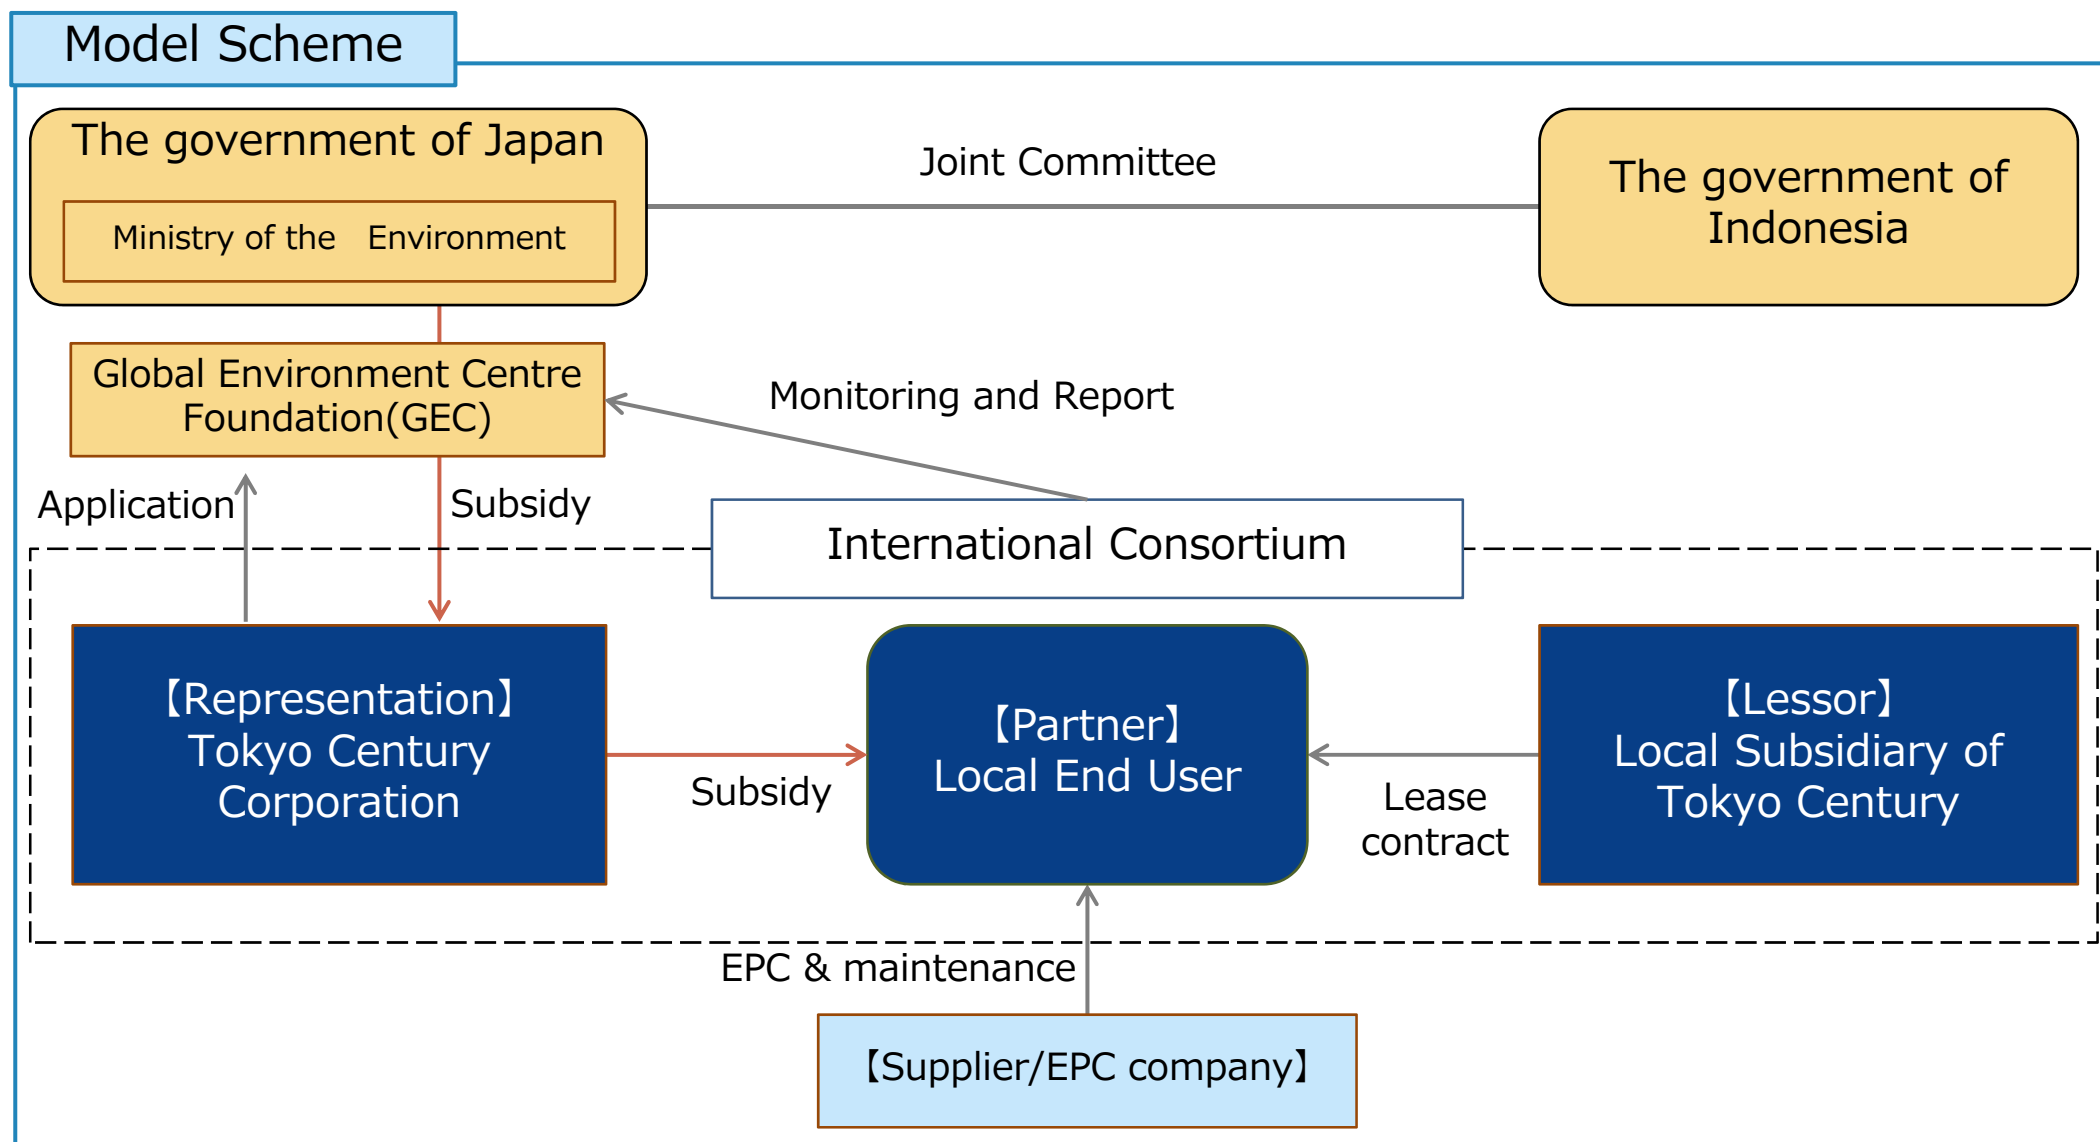 Model Scheme
The government of Japan
Ministry of the Environment
Joint Committee
The government of
Indonesia
Global Environment Centre
Foundation(GEC)
Monitoring and Report
Application
Subsidy
International Consortium
【Representation】
Tokyo Century
Corporation
Subsidy
【Partner】
Local End User
Lease
contract
【Lessor】
Local Subsidiary of
Tokyo Century
EPC & maintenance
【Supplier/EPC company】